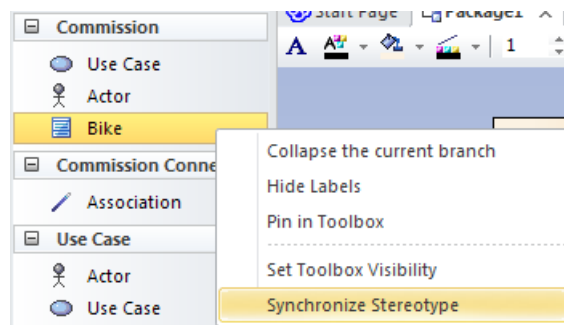 Commission
Start Page
Package1
A
1
Use Case
Actor
Bike
Collapse the current branch
Commission Conne
Hide Labels
Association
Pin in Toolbox
Use Case
Actor
Set Toolbox Visibility
Use Case
Synchronize Stereotype